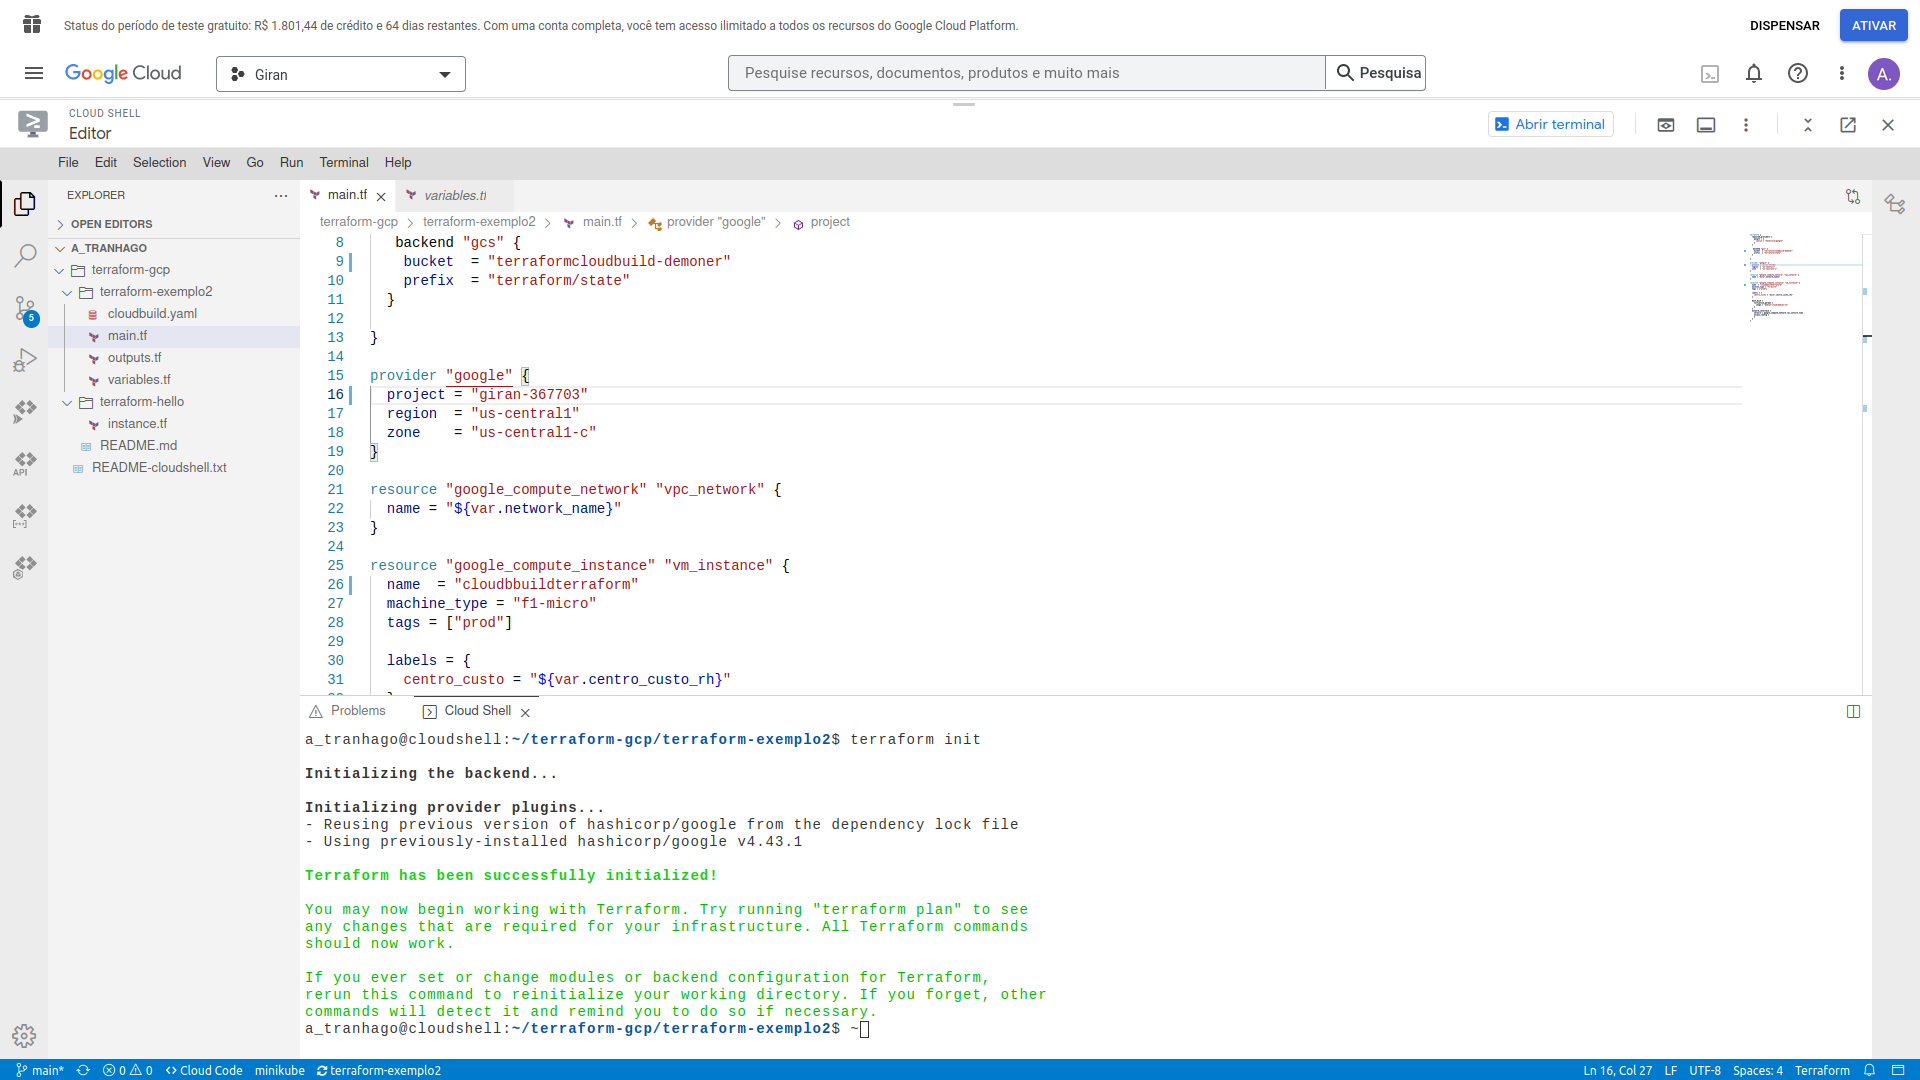 Status do período de teste gratuito: R$ 1.801,44 de crédito e 64 dias restantes. Com uma conta completa, você tem acesso ilimitado a todos os recursos do Google Cloud Platform.
DISPENSAR
ATIVAR
Google Cloud
Giran
Pesquise recursos, documentos, produtos e muito mais
Pesquisa
A.
CLOUD SHELL
Editor
Abrir terminal
File Edit Selection View Go Run Terminal Help
EXPLORER
OPEN EDITORS
A_TRANHAGO
terraform-gcp
terraform-exemplo2
cloudbuild.yaml
main.tf
outputs.tf
variables.tf
terraform-hello
instance.tf
README.md
README-cloudshell.txt
5
API
main.tf
variables.tf
terraform-gcp > terraform-exemplo2 > main.tf > provider "google" > project
8 backend "gcs" {
9 bucket = "terraformcloudbuild-demoner"
10 prefix = "terraform/state"
11 }
12
13 }
14
15 provider "google" {
16 project = "giran-367703"
17 region = "us-central1"
18 zone = "us-central1-c"
19 }
20
21 resource "google_compute_network" "vpc_network" {
22 name = "${var.network_name}"
23 }
24
25 resource "google_compute_instance" "vm_instance" {
26 name = "cloudbbuildterraform"
27 machine_type = "f1-micro"
28 tags = ["prod"]
29
30 labels = {
31 centro_custo = "${var.centro_custo_rh}"
Problems
Cloud Shell
a_tranhago@cloudshell:~/terraform-gcp/terraform-exemplo2$ terraform init
Initializing the backend...
Initializing provider plugins...
- Reusing previous version of hashicorp/google from the dependency lock file
- Using previously-installed hashicorp/google v4.43.1
Terraform has been successfully initialized!
You may now begin working with Terraform. Try running "terraform plan" to see
any changes that are required for your infrastructure. All Terraform commands
should now work.
If you ever set or change modules or backend configuration for Terraform,
rerun this command to reinitialize your working directory. If you forget, other
commands will detect it and remind you to do so if necessary.
a_tranhago@cloudshell:~/terraform-gcp/terraform-exemplo2$ ~
main* 0 0 Cloud Code minikube terraform-exemplo2
Ln 16, Col 27 LF UTF-8 Spaces: 4 Terraform